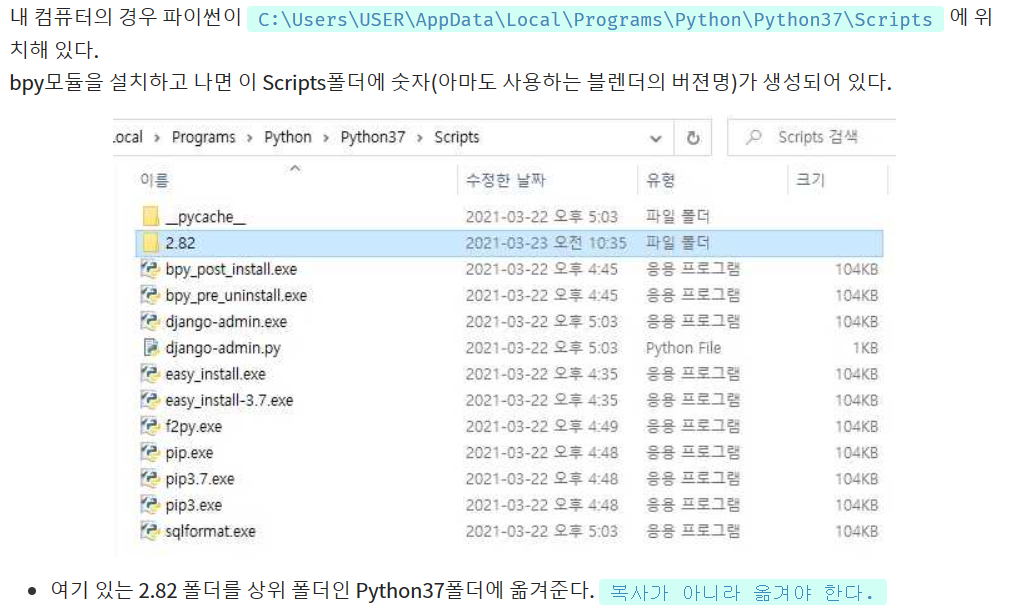 내 컴퓨터의 경우 파이썬이 C:\Users\USER\AppData\Local\Programs\Python\Python37\Scripts 에 위
치해 있다.
bpy모듈을 설치하고 나면 이 Scripts폴더에 숫자(아마도 사용하는 블렌더의 버젼명)가 생성되어 있다.
ocal › Programs › Python › Python37 › Scripts Scripts 검색
이름 수정한 날짜 유형 크기
__pycache__ 2021-03-22 오후 5:03 파일 폴더
2.82 2021-03-23 오전 10:35 파일 폴더
bpy_post_install.exe 2021-03-22 오후 4:45 응용 프로그램 104KB
bpy_pre_uninstall.exe 2021-03-22 오후 4:45 응용 프로그램 104KB
django-admin.exe 2021-03-22 오후 5:03 응용 프로그램 104KB
django-admin.py 2021-03-22 오후 5:03 Python File 1KB
easy_install.exe 2021-03-22 오후 4:35 응용 프로그램 104KB
easy_install-3.7.exe 2021-03-22 오후 4:35 응용 프로그램 104KB
f2py.exe 2021-03-22 오후 4:49 응용 프로그램 104KB
pip.exe 2021-03-22 오후 4:48 응용 프로그램 104KB
pip3.7.exe 2021-03-22 오후 4:48 응용 프로그램 104KB
pip3.exe 2021-03-22 오후 4:48 응용 프로그램 104KB
sqlformat.exe 2021-03-22 오후 5:03 응용 프로그램 104KB
• 여기 있는 2.82 폴더를 상위 폴더인 Python37폴더에 옮겨준다. 복사가 아니라 옮겨야 한다.